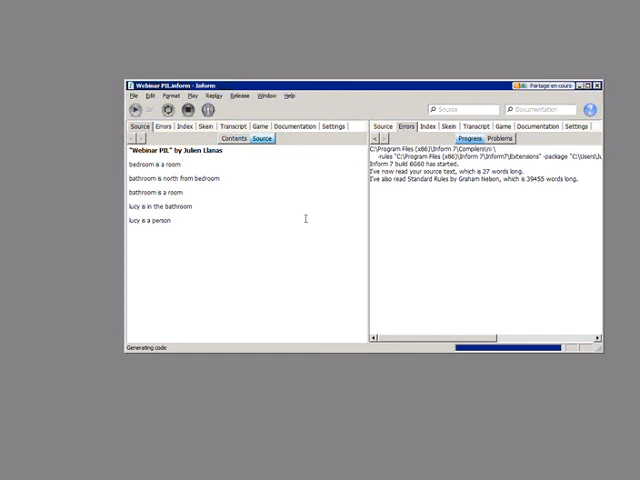 Webinar PIL.inform - Inform
Partage en cours
File Edit Format Play Replay Release Window Help
Go!
Source
Documentation
Source Errors Index Skein Transcript Game Documentation Settings
Source Errors Index Skein Transcript Game Documentation Settings
Contents Source
Progress Problems
"Webinar PIL" by Julien Llanas
bedroom is a room
bathroom is north from bedroom
bathroom is a room
lucy is in the bathroom
lucy is a person
C:\Program Files (x86)\Inform 7\Compilers\ni \
-rules "C:\Program Files (x86)\Inform 7\Inform7\Extensions" -package "C:\Users\
Inform 7 build 6G60 has started.
I've now read your source text, which is 27 words long.
I've also read Standard Rules by Graham Nelson, which is 39455 words long.
Generating code